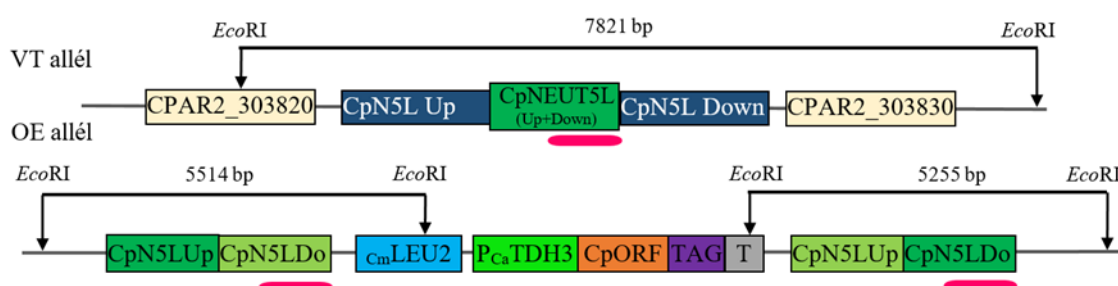 EcoRI 7821 bp EcoRI
VT allél
CPAR2_303820 CpN5L Up CpNEUT5L CpN5L Down CPAR2_303830
(Up+Down)
OE allél
EcoRI 5514 bp EcoRI EcoRI 5255 bp EcoRI
CpN5LUp CpN5LDo CmLEU2 PCaTDH3 CpORF TAG T CpN5LUp CpN5LDo